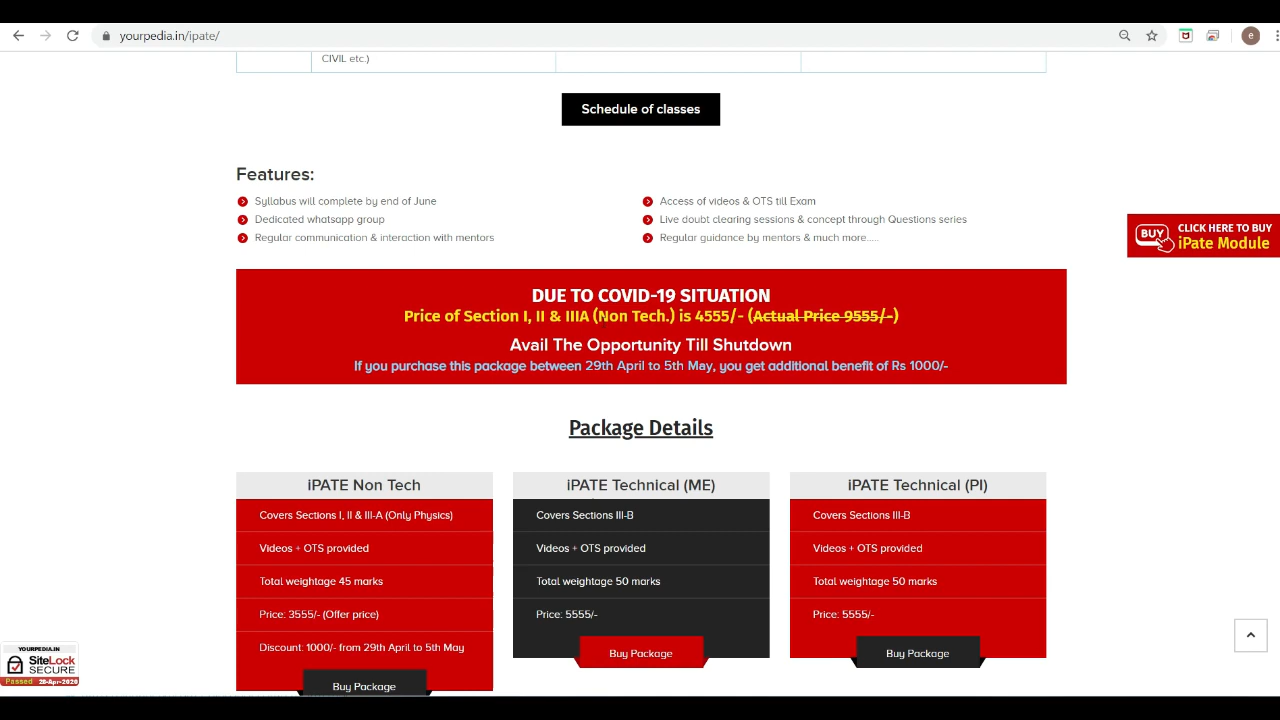 yourpedia.in/ipate/
e
CIVIL etc.)
Schedule of classes
Features:
Syllabus will complete by end of June
Dedicated whatsapp group
Regular communication & interaction with mentors
Access of videos & OTS till Exam
Live doubt clearing sessions & concept through Questions series
Regular guidance by mentors & much more.....
BUY
CLICK HERE TO BUY
iPate Module
DUE TO COVID-19 SITUATION
Price of Section I, II & IIIA (Non Tech.) is 4555/- (Actual Price 9555/-)
Avail The Opportunity Till Shutdown
If you purchase this package between 29th April to 5th May, you get additional benefit of Rs 1000/-
Package Details
iPATE Non Tech
Covers Sections I, II & III-A (Only Physics)
Videos + OTS provided
Total weightage 45 marks
Price: 3555/- (Offer price)
Discount: 1000/- from 29th April to 5th May
Buy Package
iPATE Technical (ME)
Covers Sections III-B
Videos + OTS provided
Total weightage 50 marks
Price: 5555/-
Buy Package
iPATE Technical (PI)
Covers Sections III-B
Videos + OTS provided
Total weightage 50 marks
Price: 5555/-
Buy Package
YOURPEDIA.IN
SiteLock
SECURE
Passed 28-Apr-2020